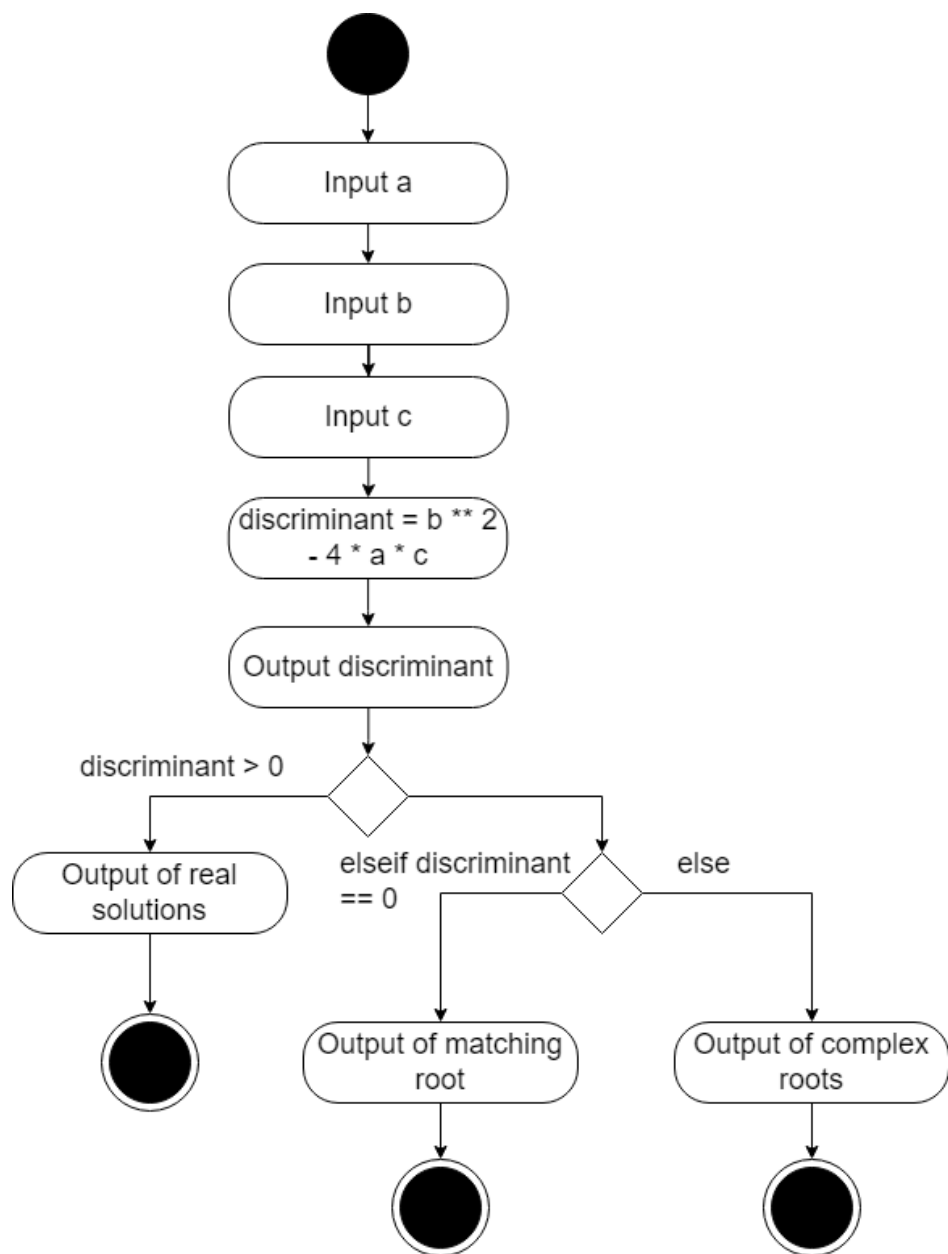 Input a
Input b
Input c
discriminant = b ** 2
- 4 * a * c
Output discriminant
discriminant > 0
elseif discriminant
== 0
else
Output of real
solutions
Output of matching
root
Output of complex
roots